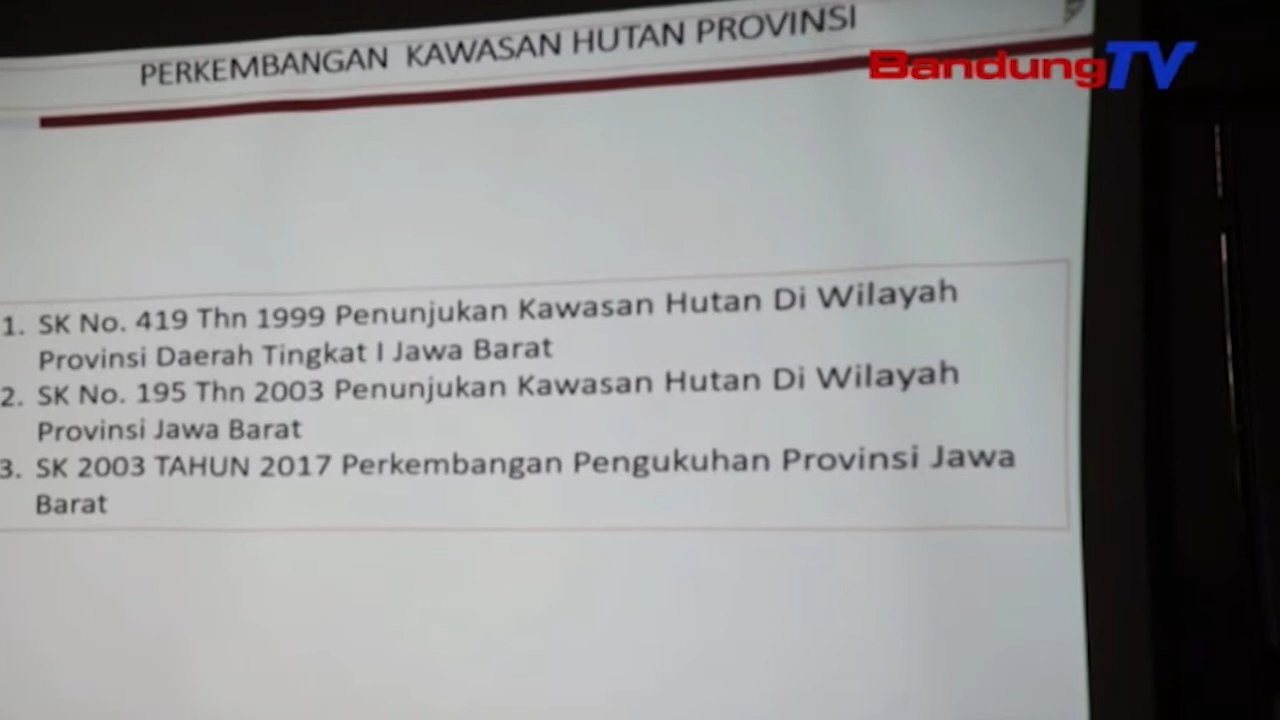 PERKEMBANGAN KAWASAN HUTAN PROVINSI
BandungTV
1. SK No. 419 Thn 1999 Penunjukan Kawasan Hutan Di Wilayah
Provinsi Daerah Tingkat I Jawa Barat
2. SK No. 195 Thn 2003 Penunjukan Kawasan Hutan Di Wilayah
Provinsi Jawa Barat
3. SK 2003 TAHUN 2017 Perkembangan Pengukuhan Provinsi Jawa
Barat